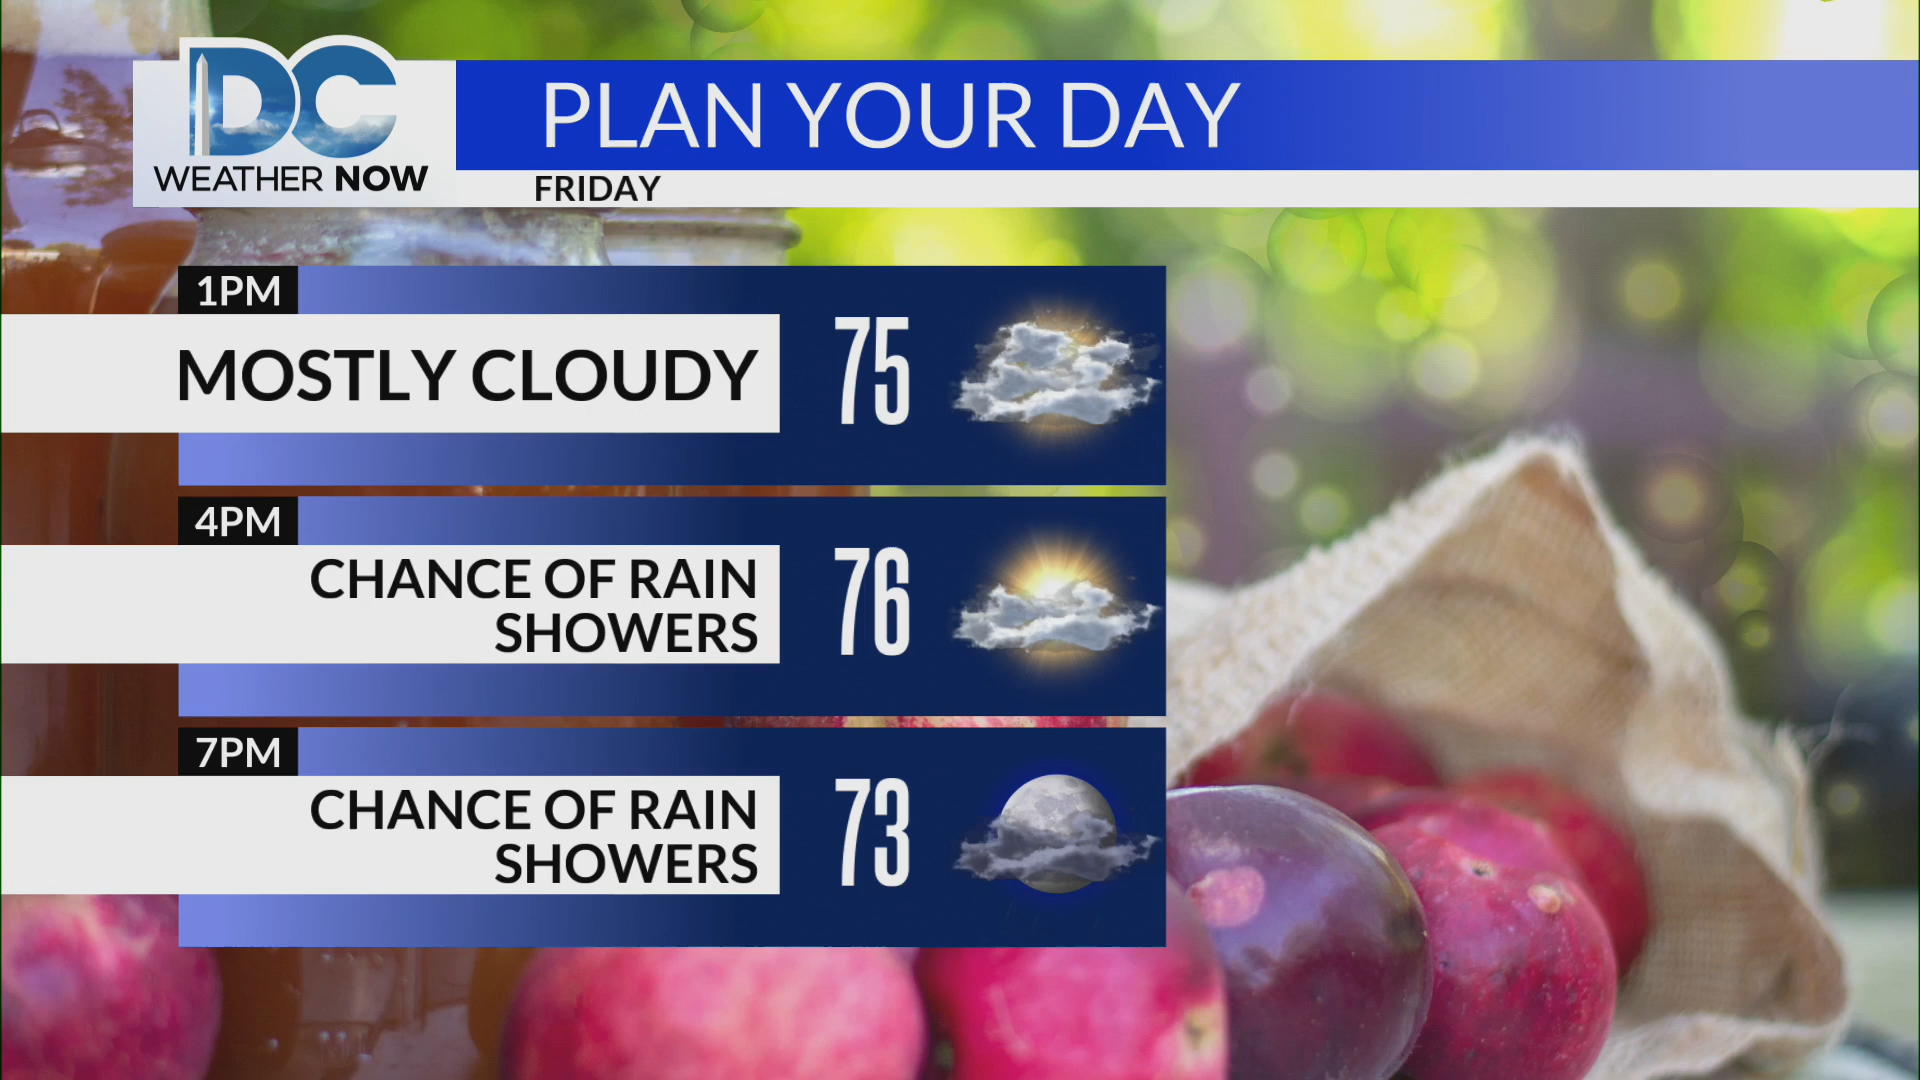 DC
WEATHER NOW
PLAN YOUR DAY
FRIDAY
1PM
MOSTLY CLOUDY
75
4PM
CHANCE OF RAIN
SHOWERS
76
7PM
CHANCE OF RAIN
SHOWERS
73